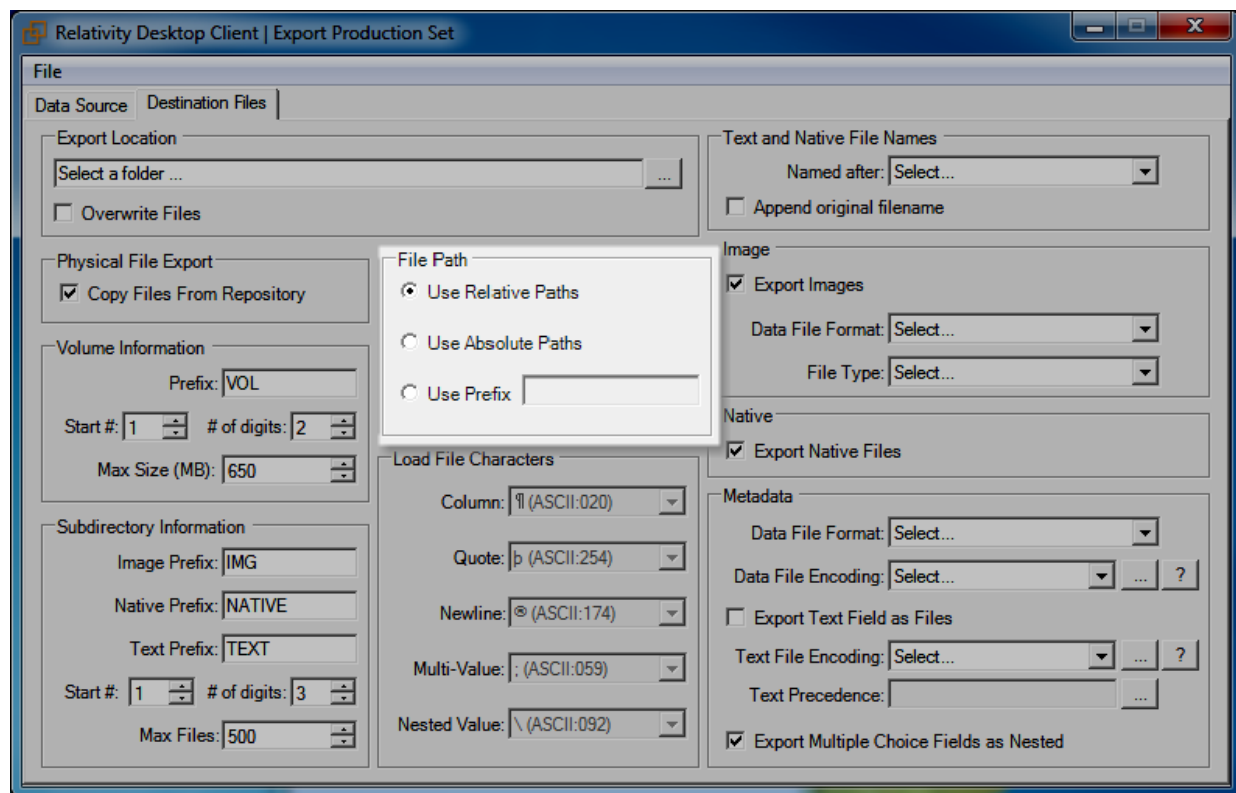 Relativity Desktop Client | Export Production Set
X
File
Data Source
Destination Files
Export Location
Select a folder ...
...
Overwrite Files
Physical File Export
Copy Files From Repository
Volume Information
Prefix: VOL
Start #: 1 # of digits: 2
Max Size (MB): 650
Subdirectory Information
Image Prefix: IMG
Native Prefix: NATIVE
Text Prefix: TEXT
Start #: 1 # of digits: 3
Max Files: 500
File Path
Use Relative Paths
Use Absolute Paths
Use Prefix
Load File Characters
Column: ¶ (ASCII:020)
Quote: þ (ASCII:254)
Newline: ® (ASCII:174)
Multi-Value: ; (ASCII:059)
Nested Value: \ (ASCII:092)
Text and Native File Names
Named after: Select...
Append original filename
Image
Export Images
Data File Format: Select...
File Type: Select...
Native
Export Native Files
Metadata
Data File Format: Select...
Data File Encoding: Select... ... ?
Export Text Field as Files
Text File Encoding: Select... ... ?
Text Precedence: ...
Export Multiple Choice Fields as Nested